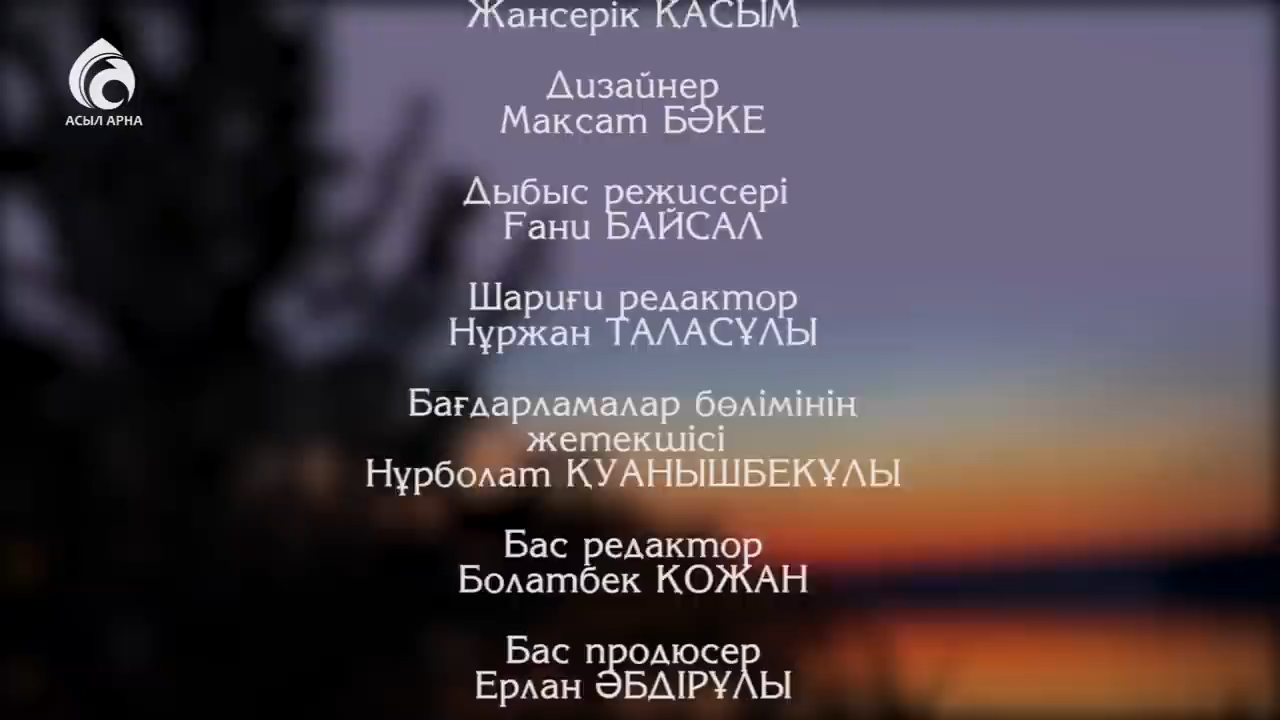 Жансерік ҚАСЫМ
АСЫЛ АРНА
Дизайнер
Мақсат БӘКЕ
Дыбыс режиссері
Ғани БАЙСАЛ
Шариғи редактор
Нұржан ТАЛАСҰЛЫ
Бағдарламалар бөлімінің
жетекшісі
Нұрболат ҚУАНЫШБЕКҰЛЫ
Бас редактор
Болатбек ҚОЖАН
Бас продюсер
Ерлан ӘБДІРҰЛЫ